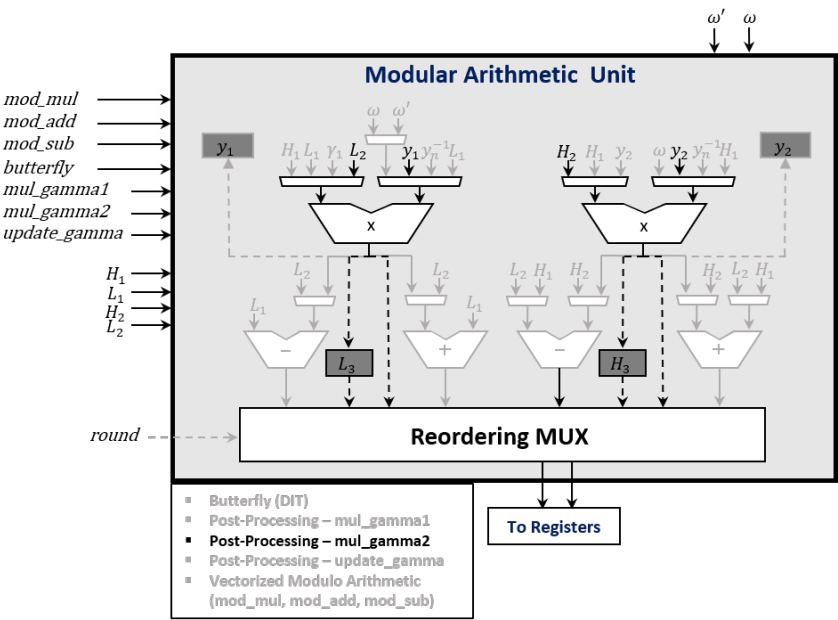 ω′ ω
Modular Arithmetic Unit
mod_mul
mod_add
mod_sub
butterfly
mul_gamma1
mul_gamma2
update_gamma
H₁
L₁
H₂
L₂
ω ω′
y₁
H₁ L₁ γ₁ L₂ y₁ yₙ⁻¹ L₁
H₂ H₁ y₂ ω y₂ yₙ⁻¹ H₁
y₂
x
x
L₂ L₂ L₂ H₁ H₂ H₂ L₂ H₁
L₁ L₁
− + − +
L₃ H₃
round
Reordering MUX
To Registers
▪ Butterfly (DIT)
▪ Post-Processing – mul_gamma1
▪ Post-Processing – mul_gamma2
▪ Post-Processing – update_gamma
▪ Vectorized Modulo Arithmetic
(mod_mul, mod_add, mod_sub)